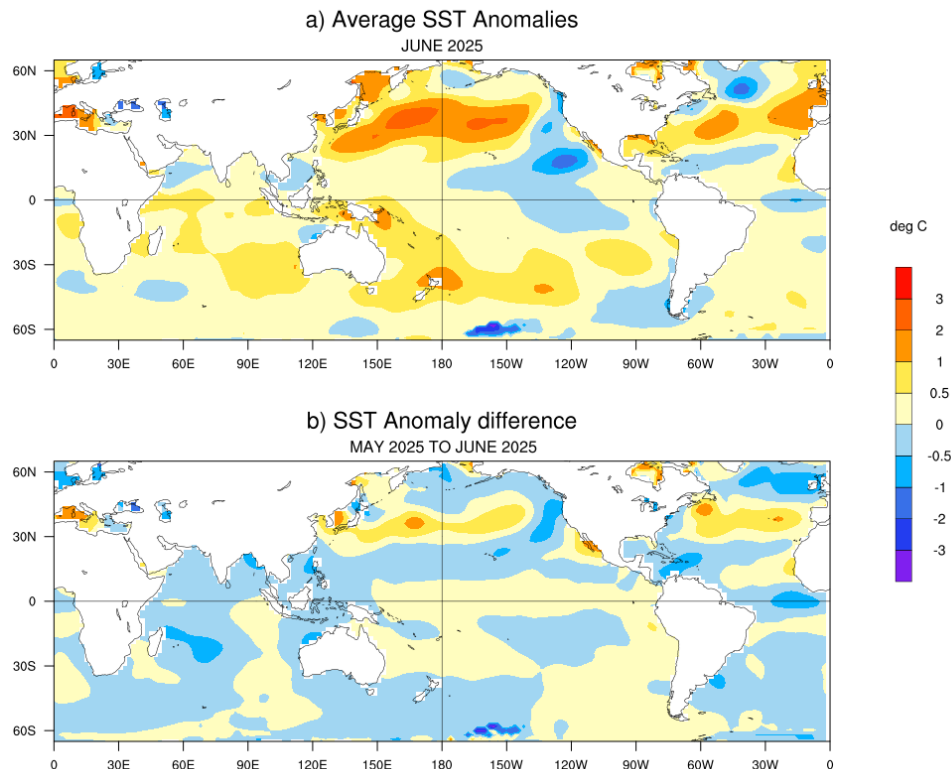 a) Average SST Anomalies
JUNE 2025
60N
30N
0
30S
60S
0 30E 60E 90E 120E 150E 180 150W 120W 90W 60W 30W 0
deg C
3
2
1
0.5
0
-0.5
-1
-2
-3
b) SST Anomaly difference
MAY 2025 TO JUNE 2025
60N
30N
0
30S
60S
0 30E 60E 90E 120E 150E 180 150W 120W 90W 60W 30W 0